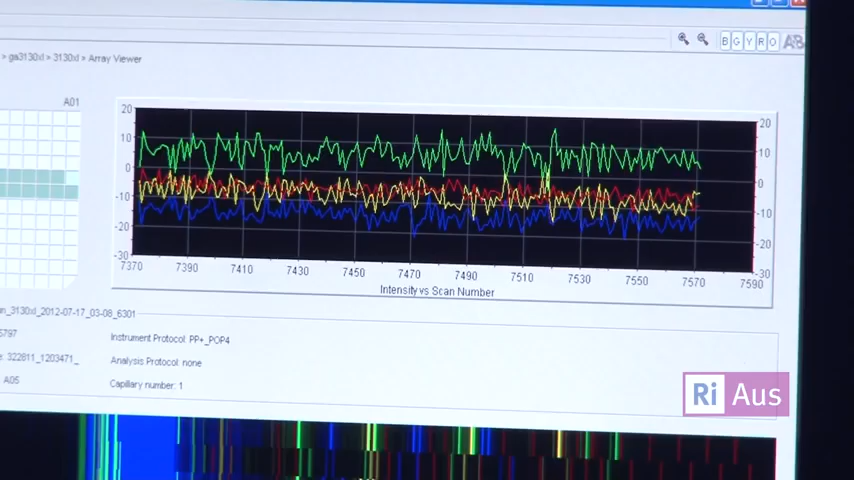 B G Y R O
> ga3130xl > 3130xl > Array Viewer
A01
20
10
0
-10
-20
-30
20
10
0
-10
-20
-30
7370 7390 7410 7430 7450 7470 7490 7510 7530 7550 7570 7590
Intensity vs Scan Number
un_3130xl_2012-07-17_03-08_6301
5797
Instrument Protocol: PP+_POP4
: 322811_1203471_
Analysis Protocol: none
A05
Capillary number: 1
Ri Aus